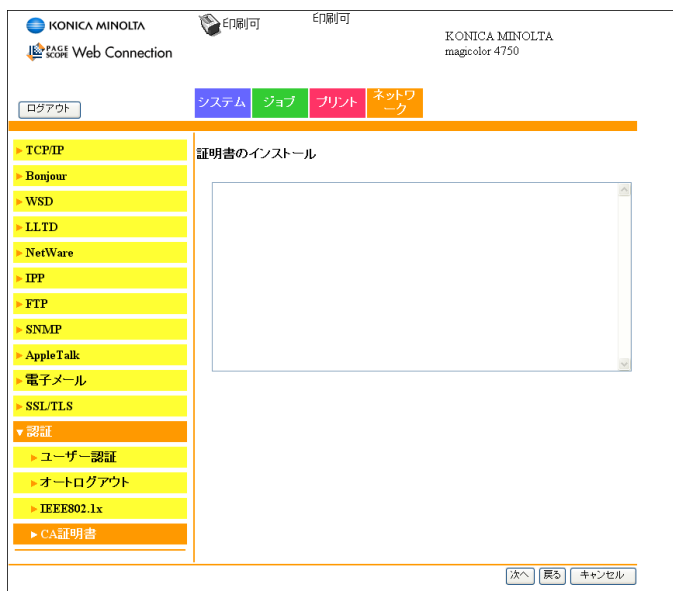 KONICA MINOLTA
PAGE SCOPE Web Connection
印刷可
印刷可
KONICA MINOLTA
magicolor 4750
ログアウト
システム
ジョブ
プリント
ネットワ
ーク
TCP/IP
Bonjour
WSD
LLTD
NetWare
IPP
FTP
SNMP
AppleTalk
電子メール
SSL/TLS
認証
ユーザー認証
オートログアウト
IEEE802.1x
CA証明書
証明書のインストール
次へ
戻る
キャンセル